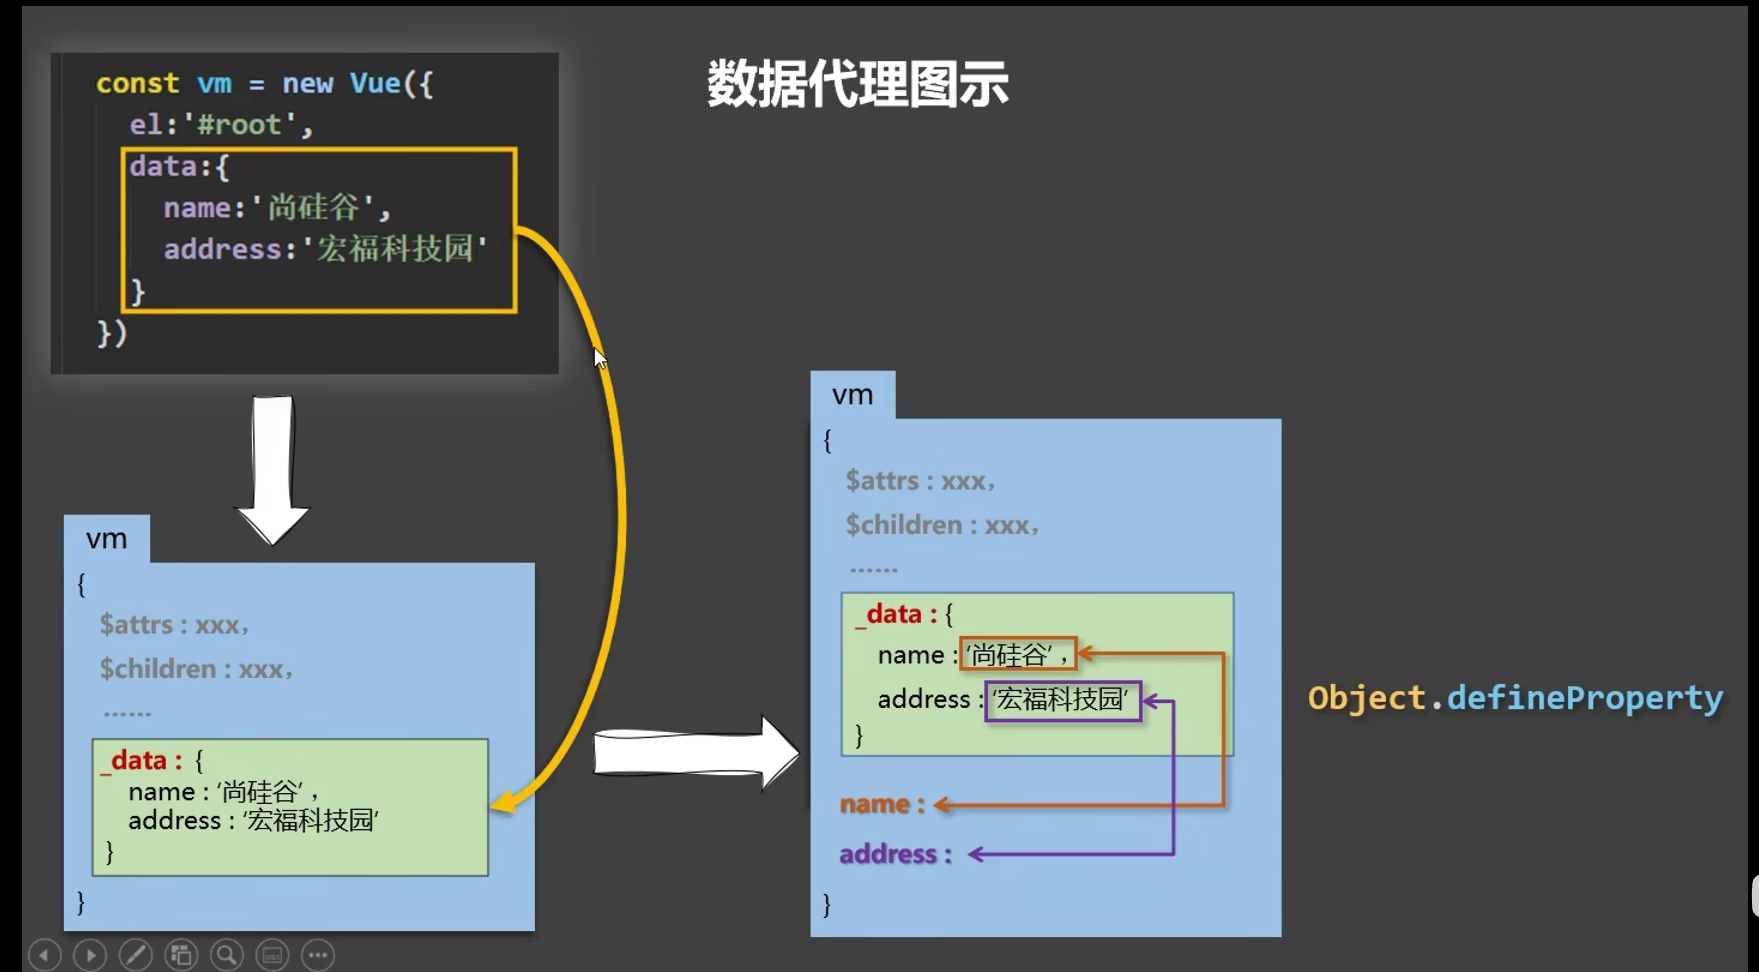 数据代理图示
const vm = new Vue({
el:'#root',
data:{
name:'尚硅谷',
address:'宏福科技园'
}
})
vm
{
$attrs : xxx，
$children : xxx，
······
_data : {
name : ‘尚硅谷’ ，
address : ‘宏福科技园’
}
}
vm
{
$attrs : xxx，
$children : xxx，
······
_data : {
name : ‘尚硅谷’ ，
address : ‘宏福科技园’
}
name :
address :
}
Object.defineProperty